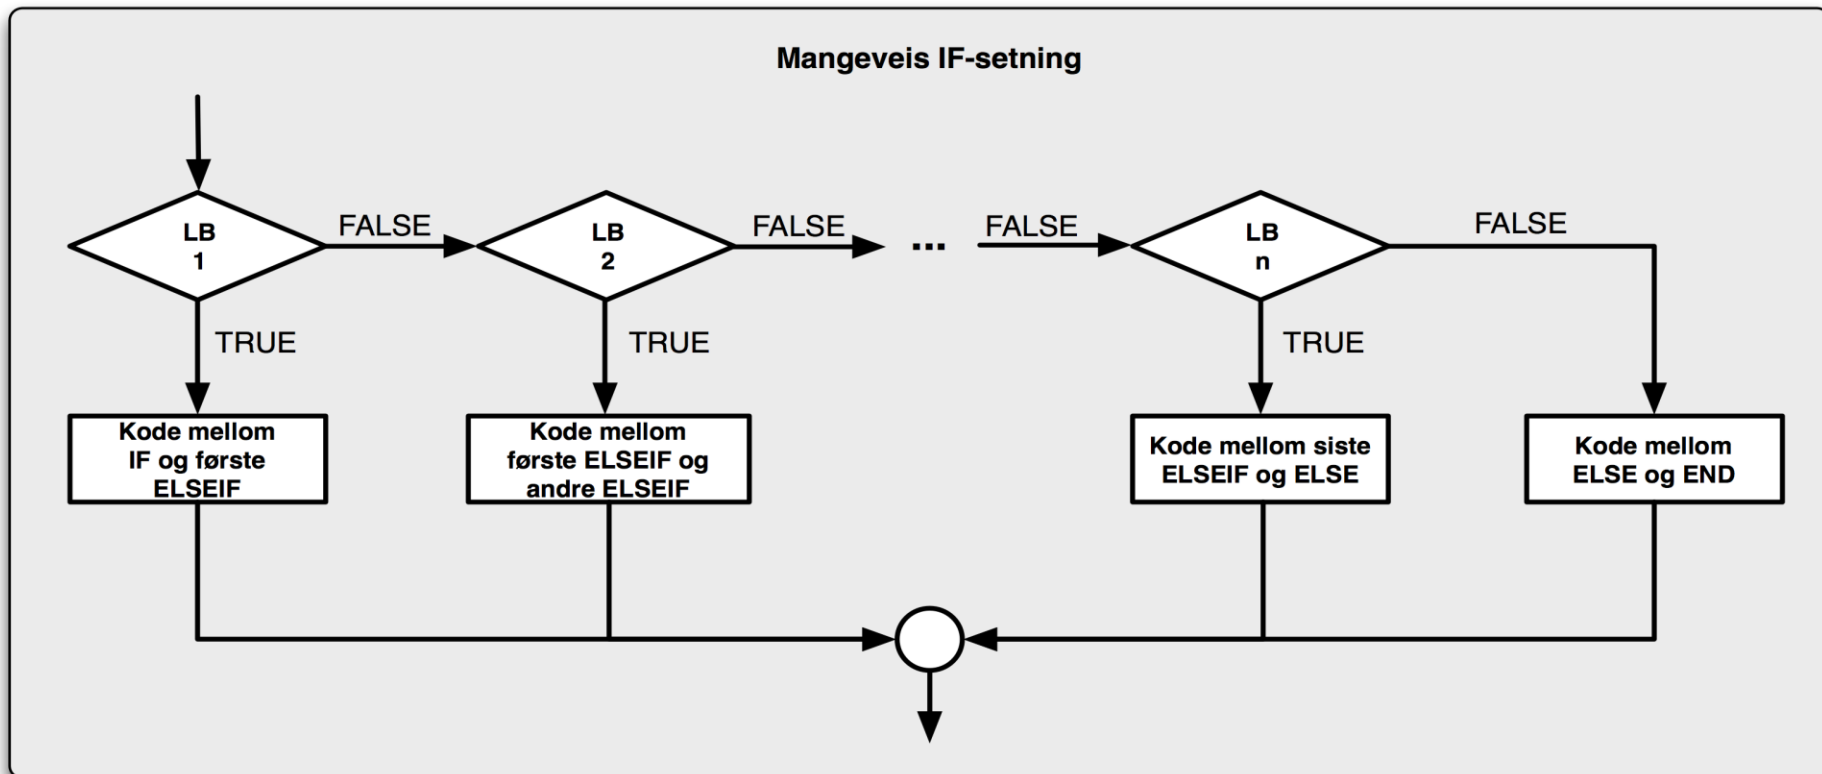 Mangeveis IF-setning
LB
1
FALSE
LB
2
FALSE
...
FALSE
LB
n
FALSE
TRUE
TRUE
TRUE
Kode mellom
IF og første
ELSEIF
Kode mellom
første ELSEIF og
andre ELSEIF
Kode mellom siste
ELSEIF og ELSE
Kode mellom
ELSE og END